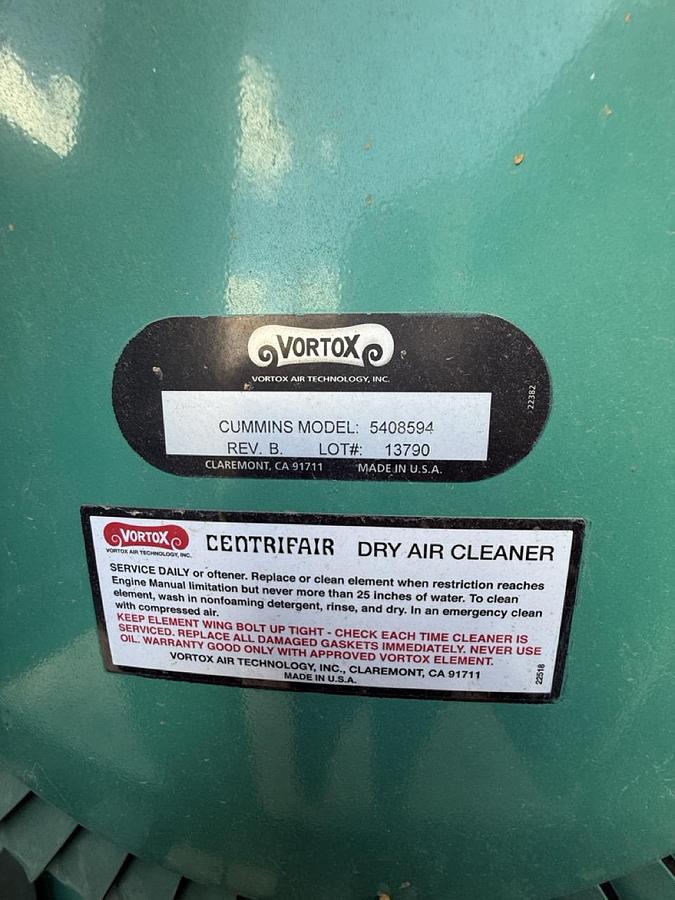 VORTOX
VORTOX AIR TECHNOLOGY, INC.
22382
CUMMINS MODEL: 5408594
REV. B. LOT#: 13790
CLAREMONT, CA 91711 MADE IN U.S.A.
VORTOX
VORTOX AIR TECHNOLOGY, INC.
CENTRIFAIR DRY AIR CLEANER
SERVICE DAILY or oftener. Replace or clean element when restriction reaches
Engine Manual limitation but never more than 25 inches of water. To clean
element, wash in nonfoaming detergent, rinse, and dry. In an emergency clean
with compressed air.
KEEP ELEMENT WING BOLT UP TIGHT - CHECK EACH TIME CLEANER IS
SERVICED. REPLACE ALL DAMAGED GASKETS IMMEDIATELY. NEVER USE
OIL. WARRANTY GOOD ONLY WITH APPROVED VORTOX ELEMENT.
VORTOX AIR TECHNOLOGY, INC., CLAREMONT, CA 91711
MADE IN U.S.A.
22518